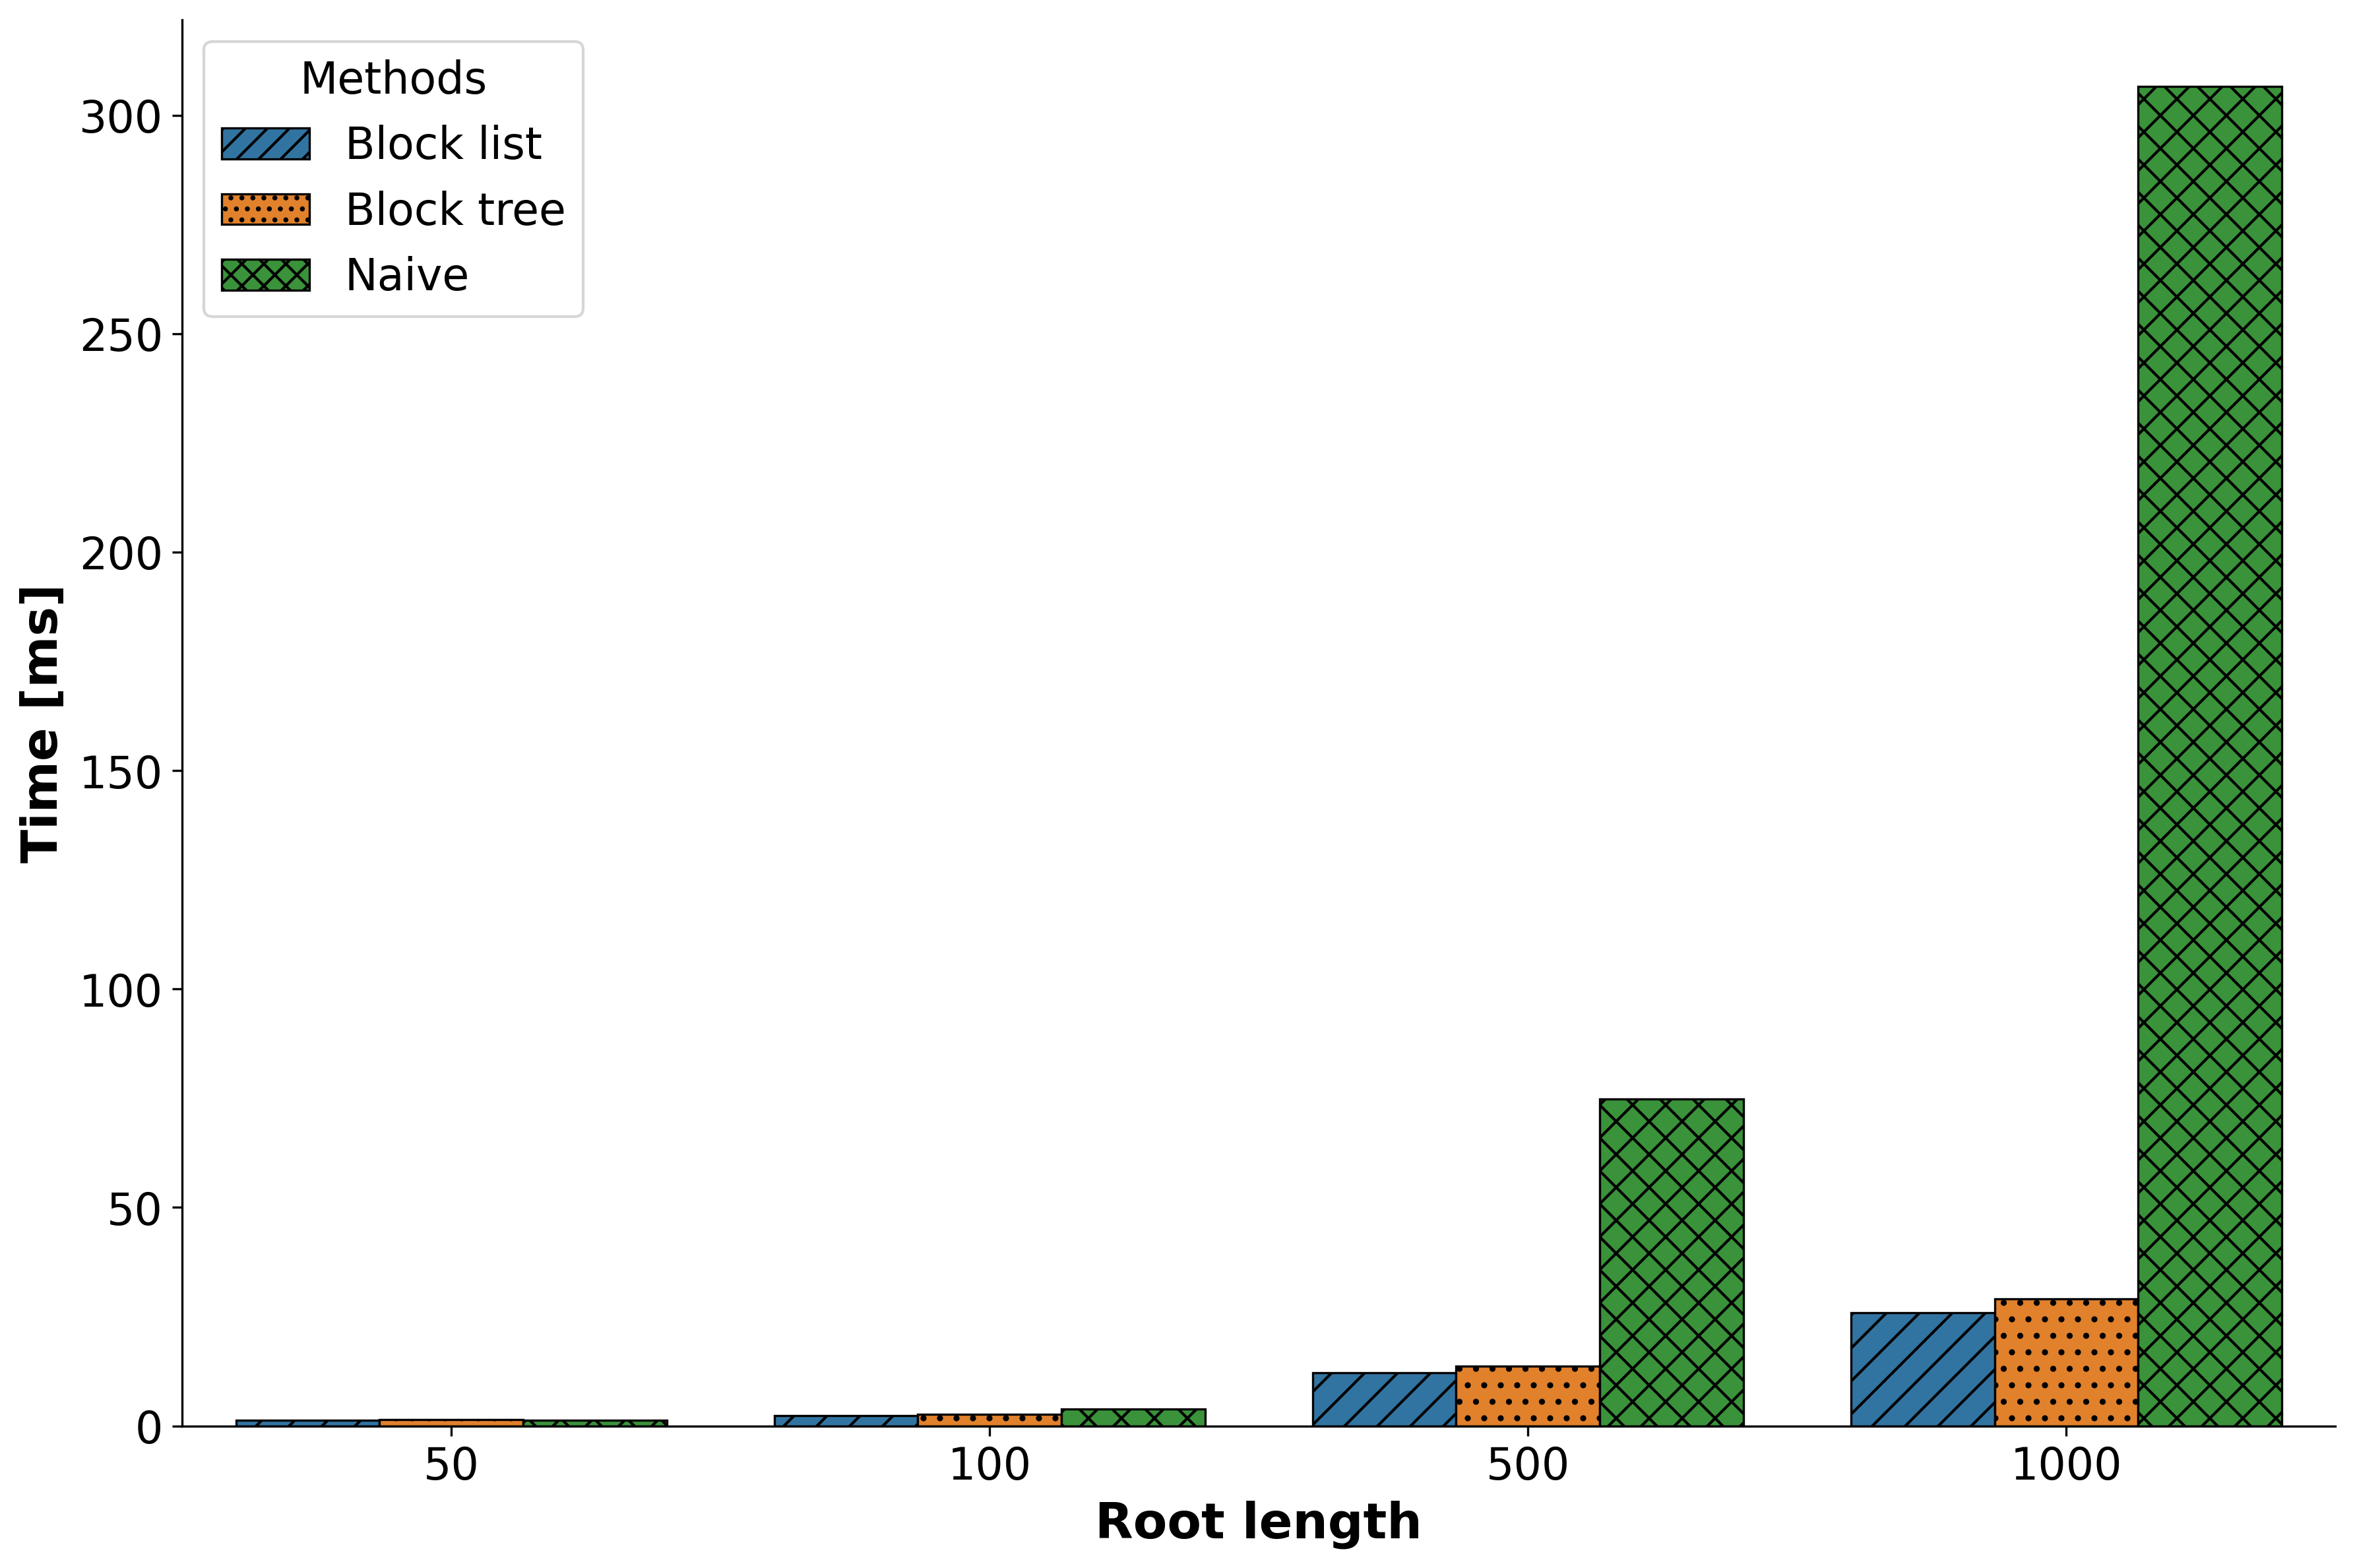 Methods
Block list
Block tree
Naive
300
250
200
150
100
50
0
Time [ms]
50 100 500 1000
Root length